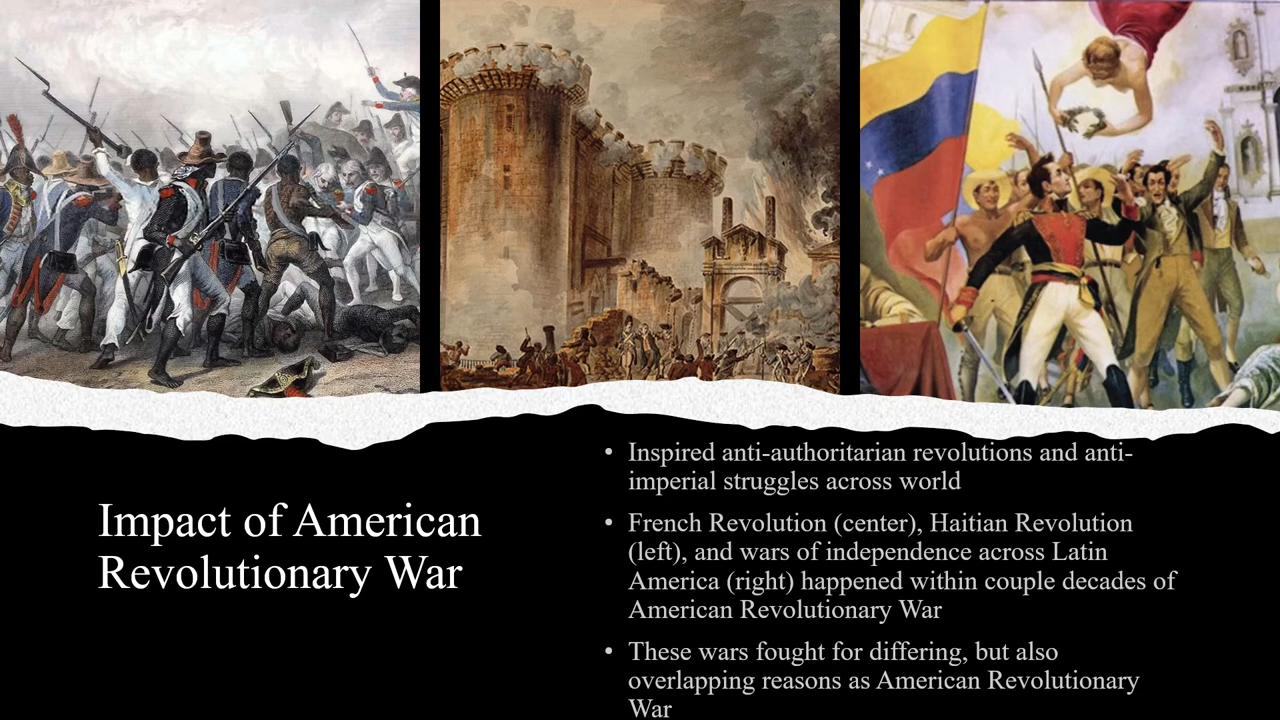 Impact of American
Revolutionary War
• Inspired anti-authoritarian revolutions and anti-
imperial struggles across world
• French Revolution (center), Haitian Revolution
(left), and wars of independence across Latin
America (right) happened within couple decades of
American Revolutionary War
• These wars fought for differing, but also
overlapping reasons as American Revolutionary
War